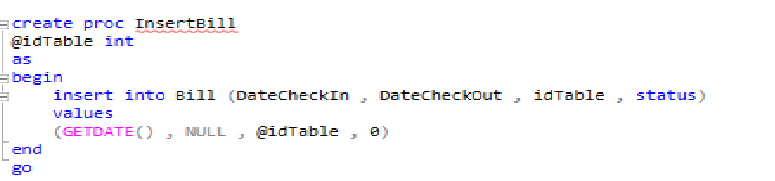 create proc InsertBill
@idTable int
as
begin
insert into Bill (DateCheckIn , DateCheckOut , idTable , status)
values
(GETDATE() , NULL , @idTable , 0)
end
go